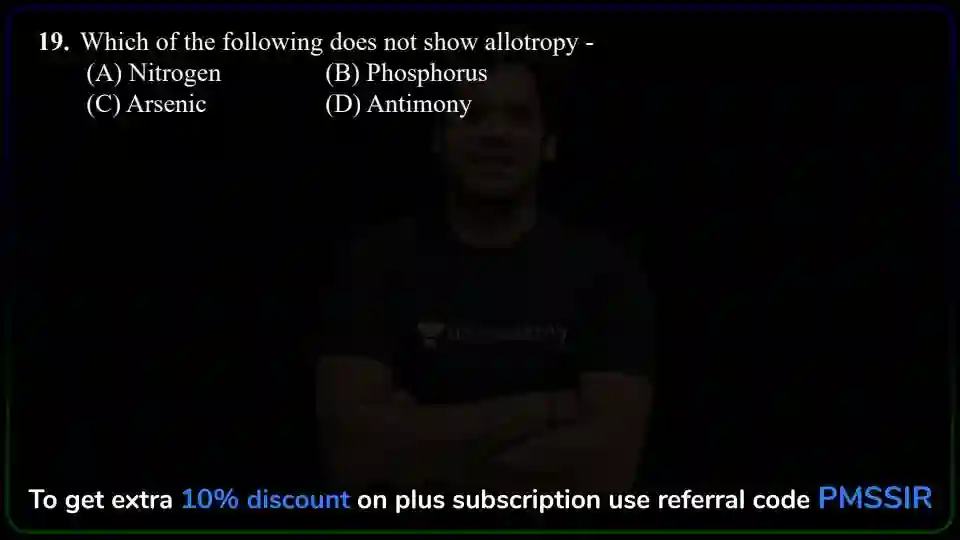 19. Which of the following does not show allotropy -
(A) Nitrogen (B) Phosphorus
(C) Arsenic (D) Antimony
To get extra 10% discount on plus subscription use referral code PMSSIR